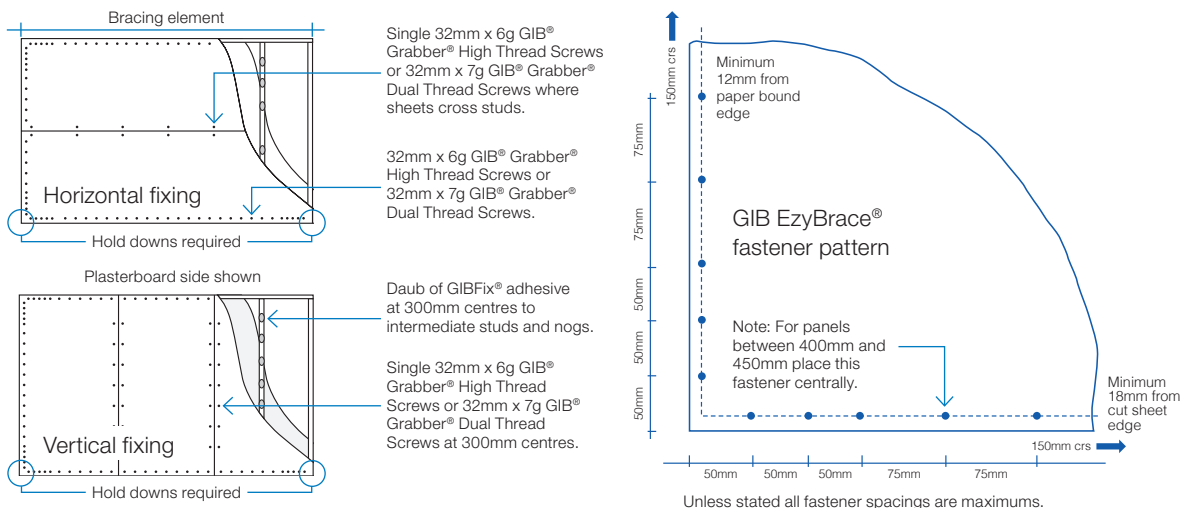 Bracing element
Single 32mm x 6g GIB®
Grabber® High Thread Screws
or 32mm x 7g GIB® Grabber®
Dual Thread Screws where
sheets cross studs.
32mm x 6g GIB® Grabber®
High Thread Screws or
32mm x 7g GIB® Grabber®
Dual Thread Screws.
Horizontal fixing
Hold downs required
Plasterboard side shown
Daub of GIBFix® adhesive
at 300mm centres to
intermediate studs and nogs.
Single 32mm x 6g GIB®
Grabber® High Thread
Screws or 32mm x 7g GIB®
Grabber® Dual Thread
Screws at 300mm centres.
Vertical fixing
Hold downs required
150mm crs
Minimum
12mm from
paper bound
edge
75mm
75mm
50mm
50mm
50mm
GIB EzyBrace®
fastener pattern
Note: For panels
between 400mm and
450mm place this
fastener centrally.
Minimum
18mm from
cut sheet
edge
150mm crs
50mm
50mm
50mm
75mm
75mm
Unless stated all fastener spacings are maximums.